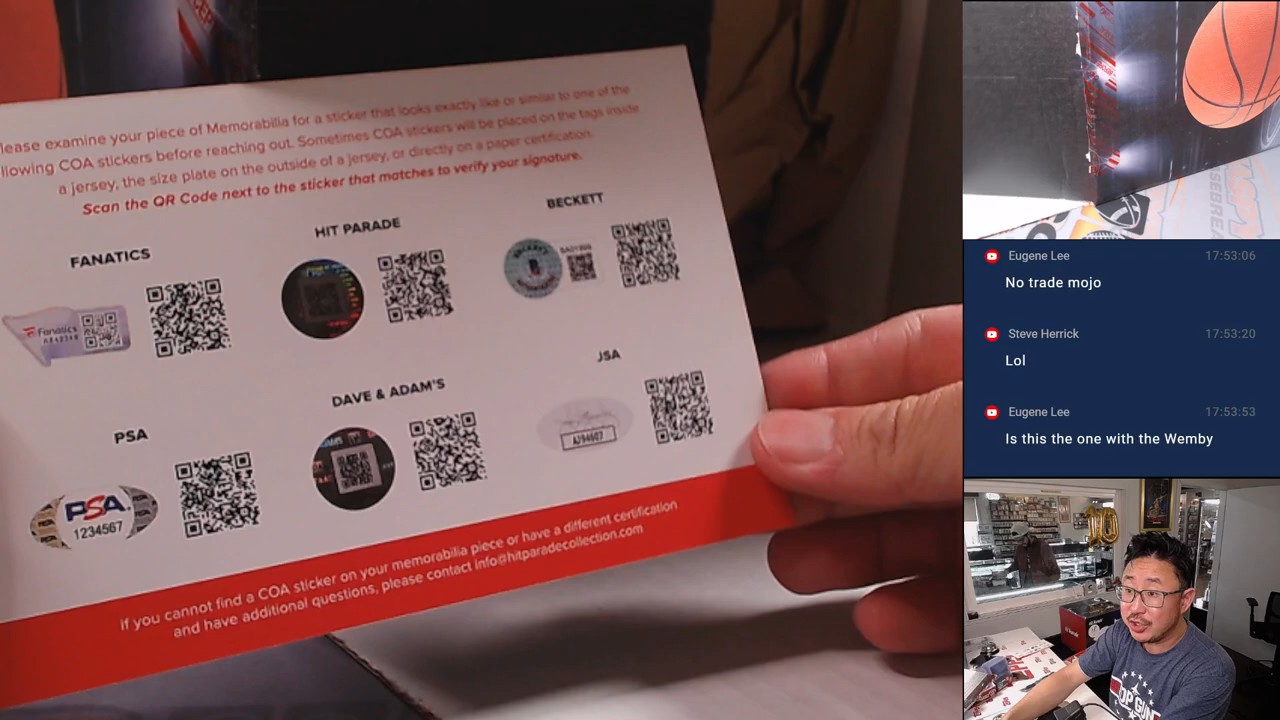 lease examine your piece of Memorabilia for a sticker that looks exactly like or similar to one of the
llowing COA stickers before reaching out. Sometimes COA stickers will be placed on the tags inside
a jersey, the size plate on the outside of a jersey, or directly on a paper certification.
Scan the QR Code next to the sticker that matches to verify your signature.
FANATICS
HIT PARADE
BECKETT
Fanatics
PSA
DAVE & ADAM'S
JSA
PSA
1234567
AJ94607
If you cannot find a COA sticker on your memorabilia piece or have a different certification
and have additional questions, please contact info@hitparadecollection.com
Eugene Lee 17:53:06
No trade mojo
Steve Herrick 17:53:20
Lol
Eugene Lee 17:53:53
Is this the one with the Wemby
10